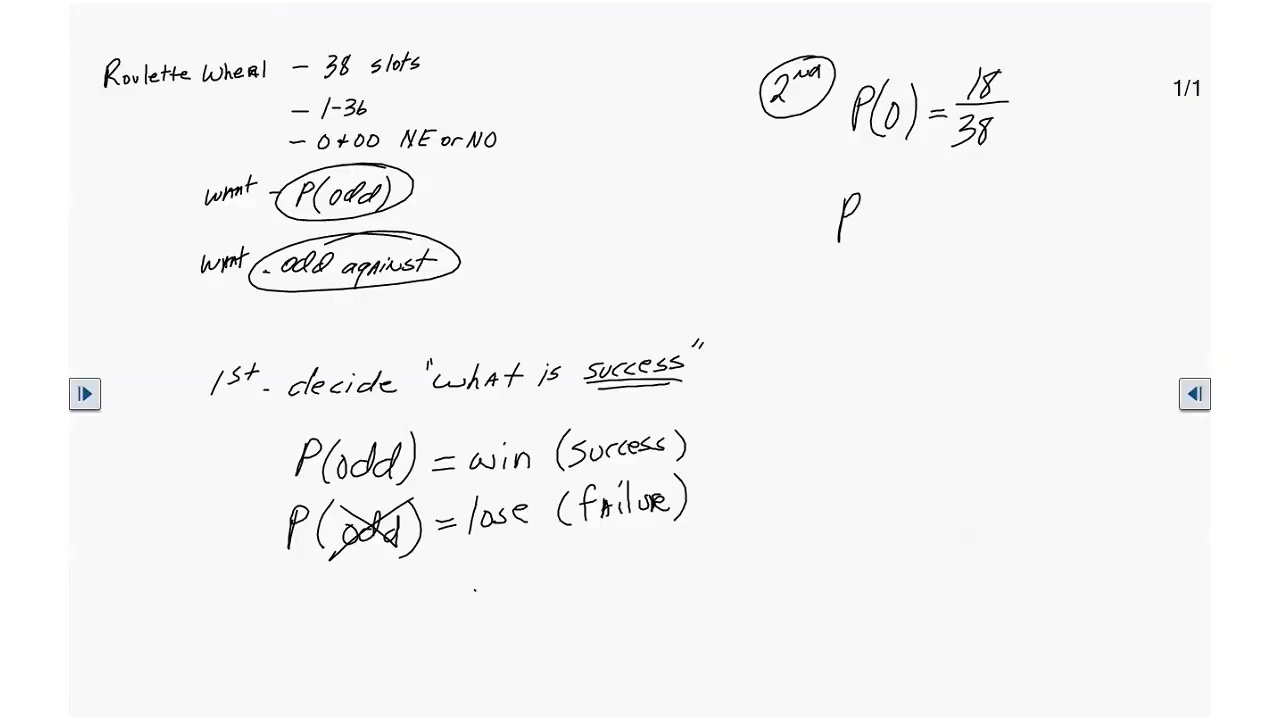 Roulette Wheel - 38 slots
- 1-36
- 0+00 NE or NO
want - P(odd)
want - odd against
1st - decide "what is success"
P(odd) = win (success)
P(odd) = lose (failure)
2nd P(0) = 18/38
P
1/1